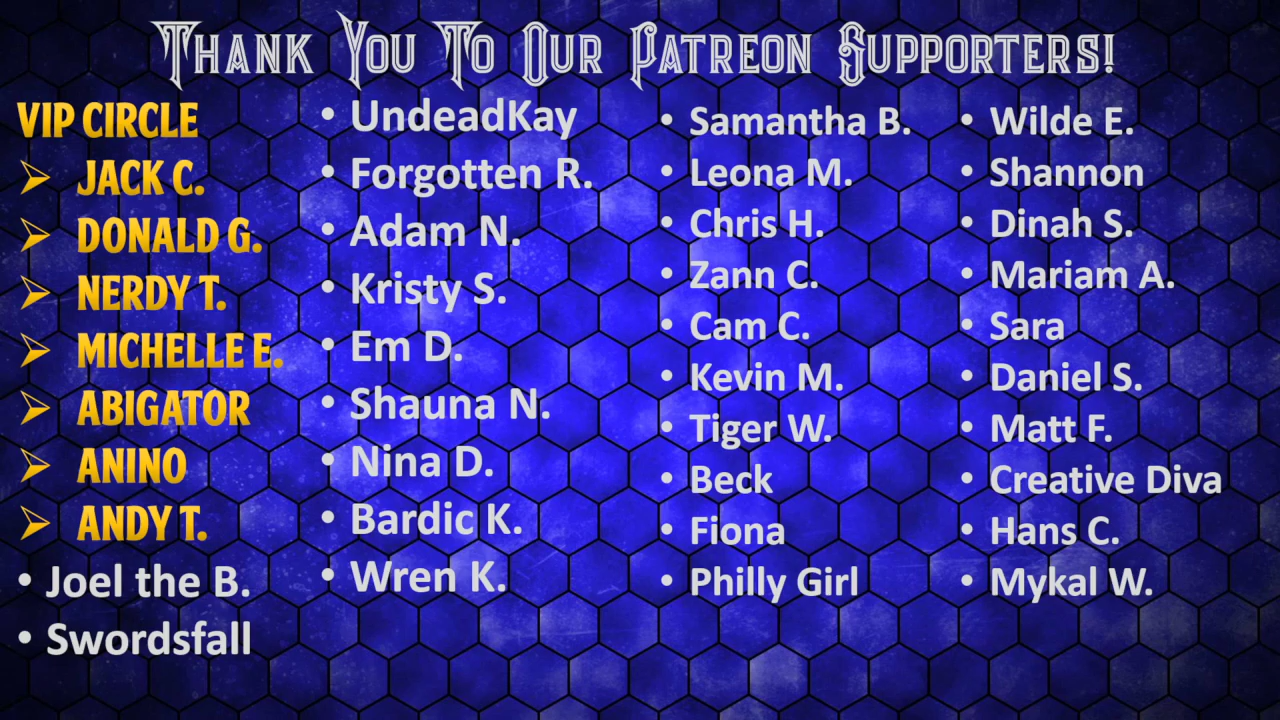 Thank You To Our Patreon Supporters!
VIP CIRCLE
➢ JACK C.
➢ DONALD G.
➢ NERDY T.
➢ MICHELLE E.
➢ ABIGATOR
➢ ANINO
➢ ANDY T.
• Joel the B.
• Swordsfall
• UndeadKay
• Forgotten R.
• Adam N.
• Kristy S.
• Em D.
• Shauna N.
• Nina D.
• Bardic K.
• Wren K.
• Samantha B.
• Leona M.
• Chris H.
• Zann C.
• Cam C.
• Kevin M.
• Tiger W.
• Beck
• Fiona
• Philly Girl
• Wilde E.
• Shannon
• Dinah S.
• Mariam A.
• Sara
• Daniel S.
• Matt F.
• Creative Diva
• Hans C.
• Mykal W.